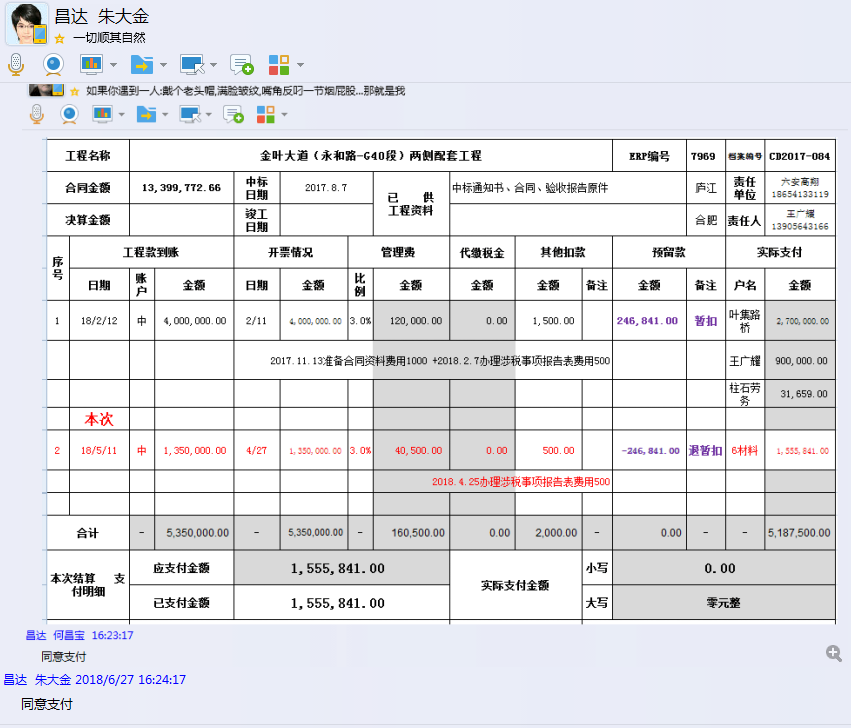 昌达 朱大金
一切顺其自然
如果你遇到一人:戴个老头帽,满脸皱纹,嘴角反叼一节烟屁股...那就是我
工程名称 金叶大道（永和路-G40段）两侧配套工程 ERP编号 7969 档案编号 CD2017-084
合同金额 13,399,772.66 中标日期 2017.8.7 已 供工程资料 中标通知书、合同、验收报告原件 庐江 责任单位 六安高翔 18654133119
决算金额 竣工日期 合肥 责任人 王广耀 13905643166
序号 工程款到账 开票情况 管理费 代缴税金 其他扣款 预留款 实际支付
日期 账户 金额 日期 金额 比例 金额 金额 金额 备注 金额 备注 户名 金额
1 18/2/12 中 4,000,000.00 2/11 4,000,000.00 3.0% 120,000.00 0.00 1,500.00 246,841.00 暂扣 叶集路桥 2,700,000.00
2017.11.13准备合同资料费用1000 +2018.2.7办理涉税事项报告表费用500 王广耀 900,000.00
柱石劳务 31,659.00
本次
2 18/5/11 中 1,350,000.00 4/27 1,350,000.00 3.0% 40,500.00 0.00 500.00 -246,841.00 退暂扣 6材料 1,555,841.00
2018.4.25办理涉税事项报告表费用500
合计 - 5,350,000.00 - 5,350,000.00 - 160,500.00 0.00 2,000.00 - 0.00 - - 5,187,500.00
本次结算 支付明细 应支付金额 1,555,841.00 实际支付金额 小写 0.00
已支付金额 1,555,841.00 大写 零元整
昌达 何昌宝 16:23:17
同意支付
昌达 朱大金 2018/6/27 16:24:17
同意支付